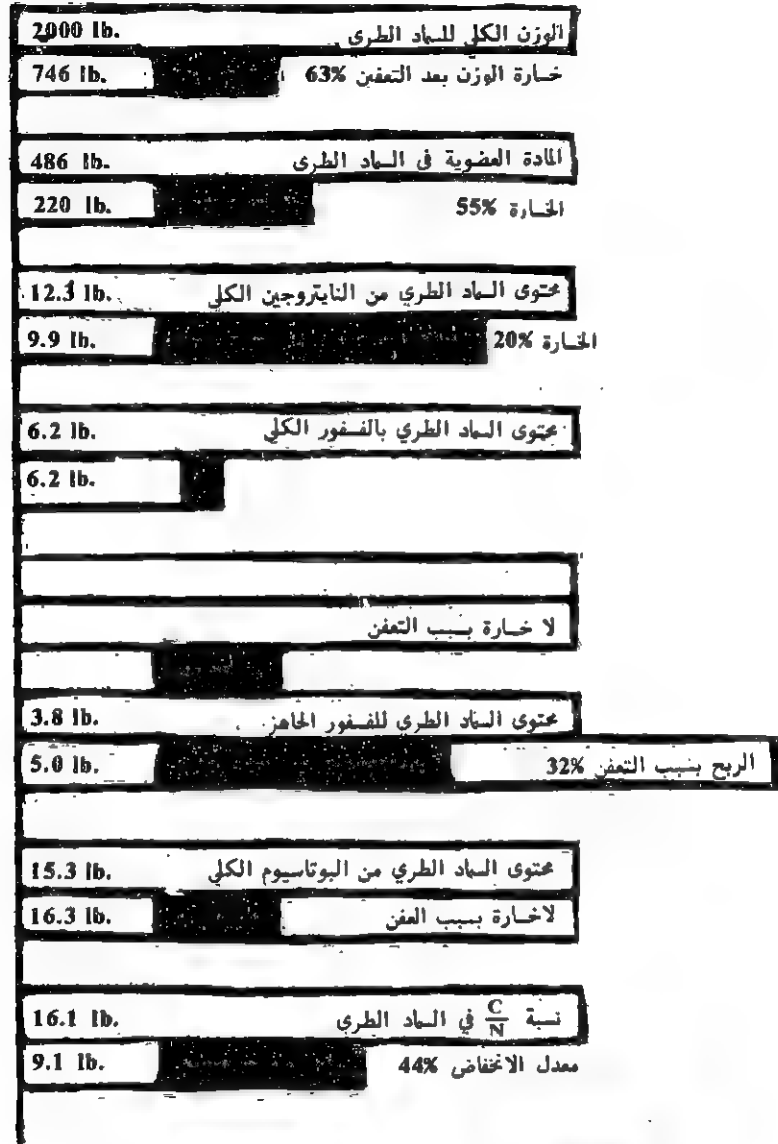 الوزن الكلي للسماد الطرى 2000 lb.
خسارة الوزن بعد التعفن 63% 746 lb.
المادة العضوية في السماد الطرى 486 lb.
الخسارة 55% 220 lb.
محتوى السماد الطري من النايتروجين الكلي 12.3 lb.
الخسارة 20% 9.9 lb.
محتوى السماد الطري بالفسفور الكلي 6.2 lb.
6.2 lb.
لا خسارة بسبب التعفن
محتوى السماد الطرى للفسفور الجاهز 3.8 lb.
الربح بسبب التعفن 32% 5.0 lb.
محتوى السماد الطري من البوتاسيوم الكلي 15.3 lb.
لاخسارة بسبب العفن 16.3 lb.
نسبة C/N في السماد الطري 16.1 lb.
معدل الانخفاض 44% 9.1 lb.